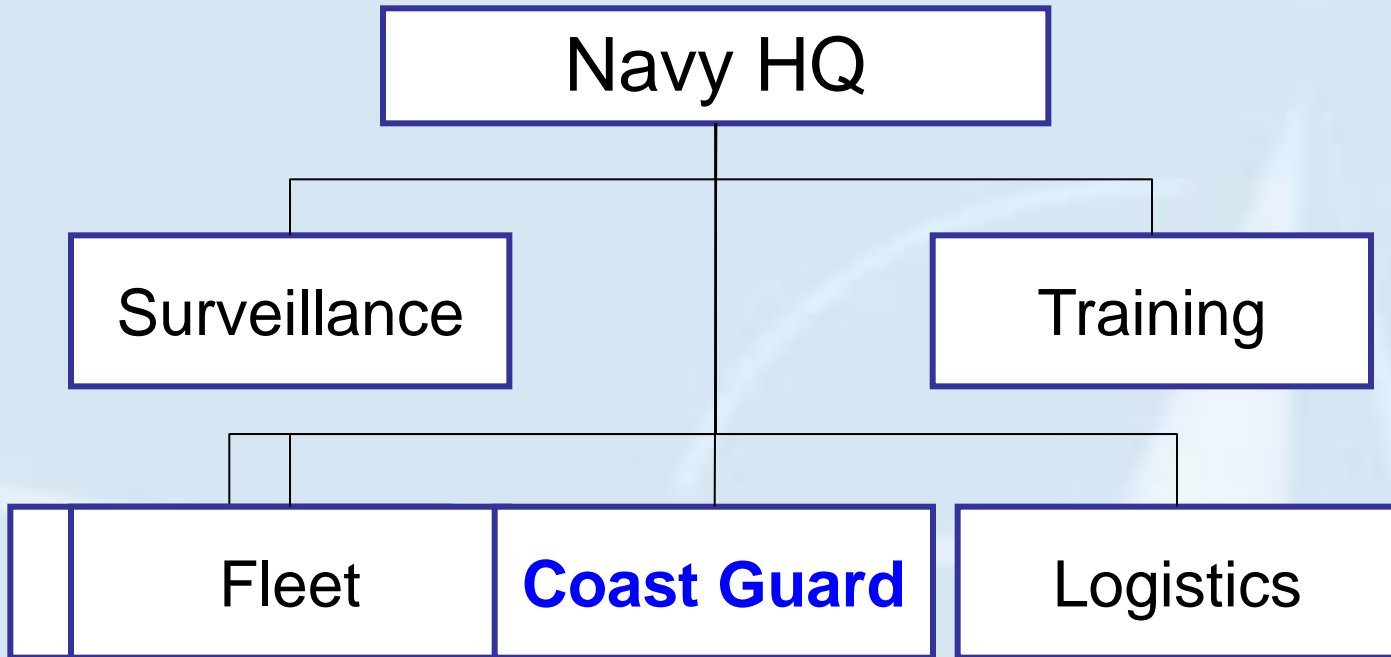 Navy HQ
Surveillance
Training
Fleet
Coast Guard
Logistics